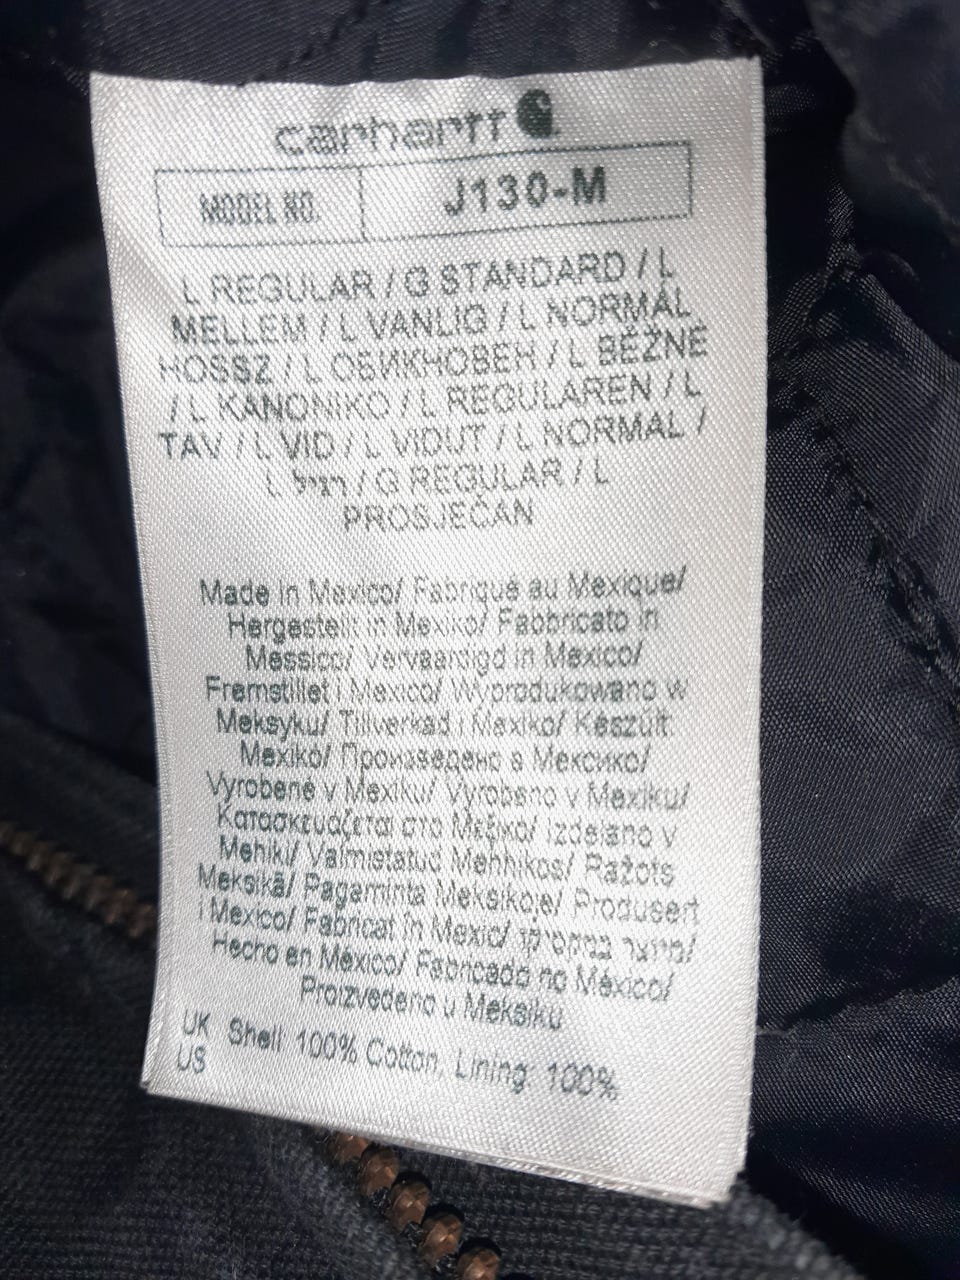 carhartt
MODEL NO. J130-M
L REGULAR / G STANDARD / L
MELLEM / L VANLIG / L NORMÁL
HOSSZ / L ОБИКНОВЕН / L BĚŽNÉ
/ L KANONIKO / L REGULAREN / L
TAV / L VID / L VIDUT / L NORMAL /
L רגיל / G REGULAR / L
PROSJEČAN
Made in Mexico/ Fabriqué au Mexique/
Hergestellt in Mexiko/ Fabbricato in
Messico/ Vervaardigd in Mexico/
Fremstillet i Mexico/ Wyprodukowano w
Meksyku/ Tillverkad i Mexiko/ Készült:
Mexikó/ Произведено в Мексико/
Vyrobené v Mexiku/ Vyrobeno v Mexiku/
Κατασκευάζεται στο Μεξικό/ Izdelano v
Mehiki/ Valmistatud Mehhikos/ Ražots
Meksikā/ Pagaminta Meksikoje/ Produsert
i Mexico/ Fabricat în Mexic/ מיוצר במקסיקו/
Hecho en México/ Fabricado no México/
Proizvedeno u Meksiku
UK Shell: 100% Cotton, Lining: 100%
US